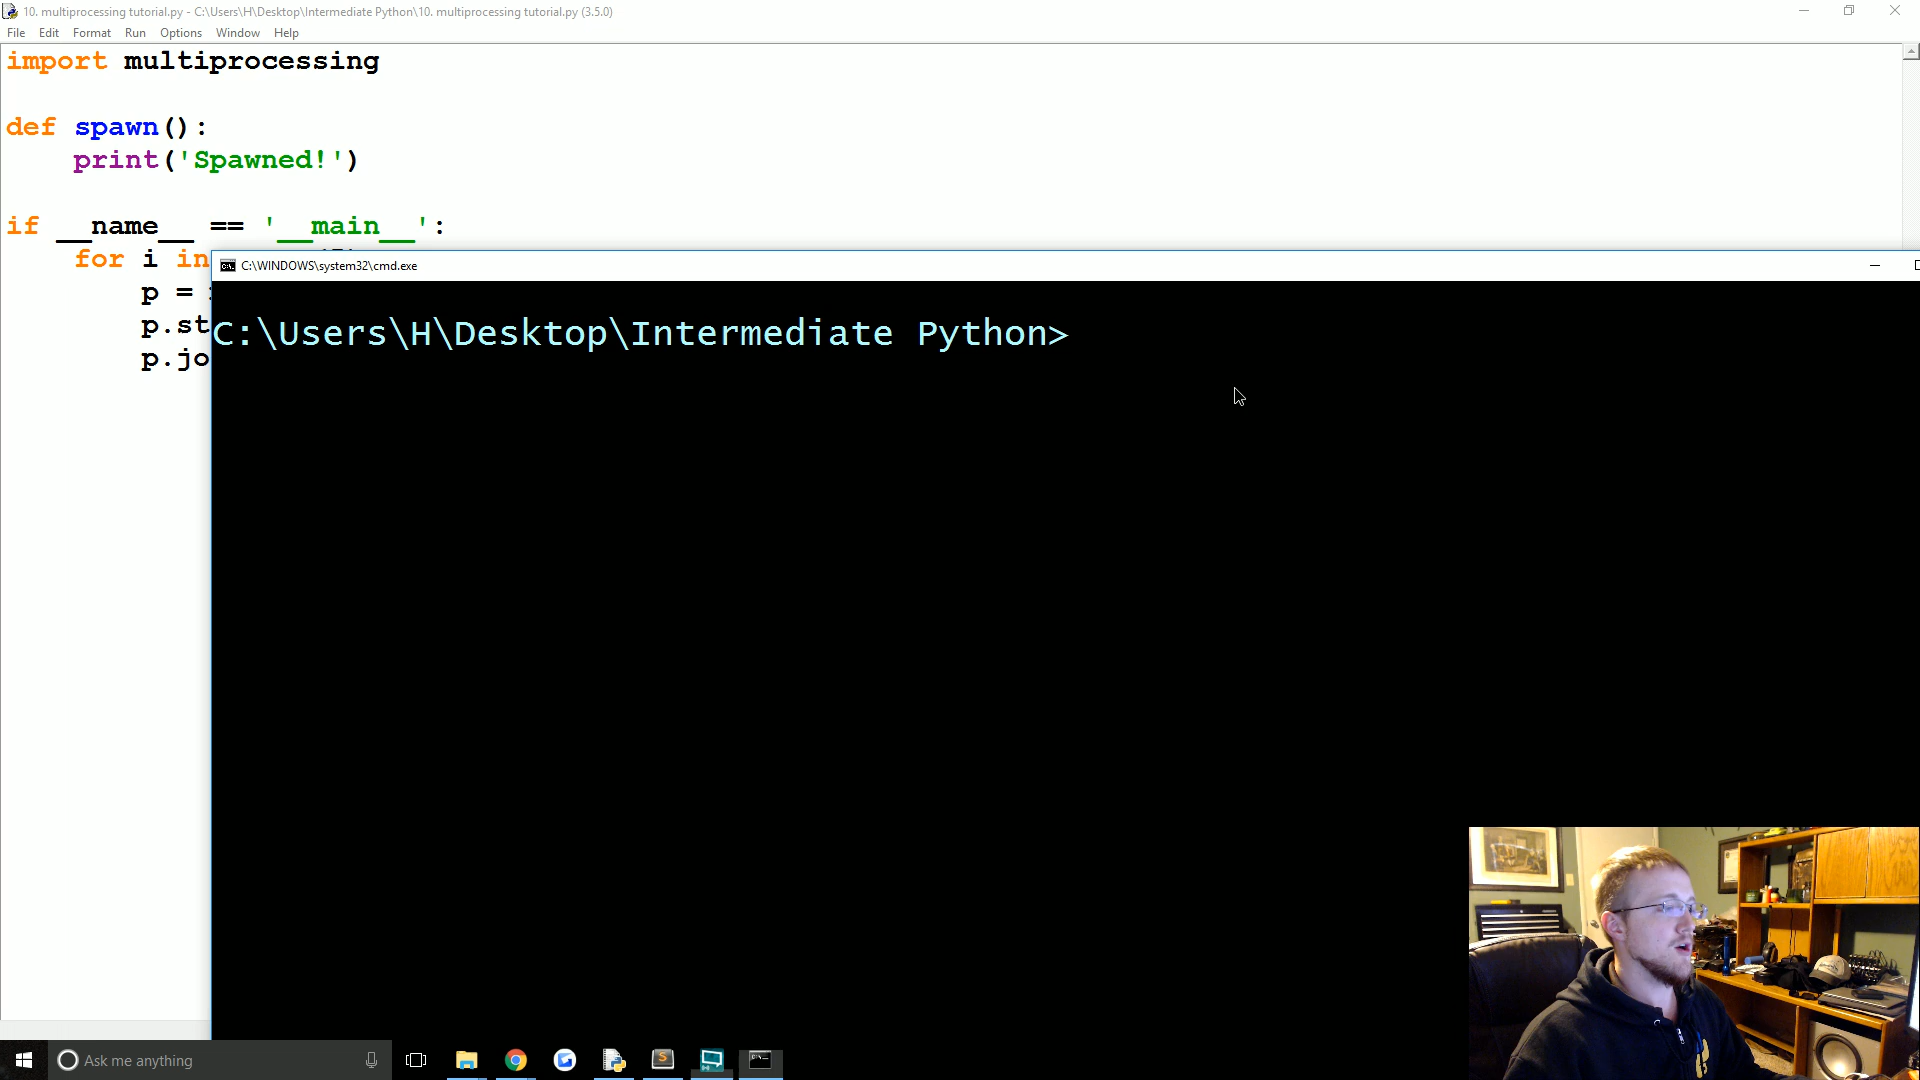 10. multiprocessing tutorial.py - C:\Users\H\Desktop\Intermediate Python\10. multiprocessing tutorial.py (3.5.0)
File Edit Format Run Options Window Help
import multiprocessing
def spawn():
print('Spawned!')
if __name__ == '__main__':
for i in
p =
p.st
p.jo
C:\WINDOWS\system32\cmd.exe
C:\Users\H\Desktop\Intermediate Python>
Ask me anything